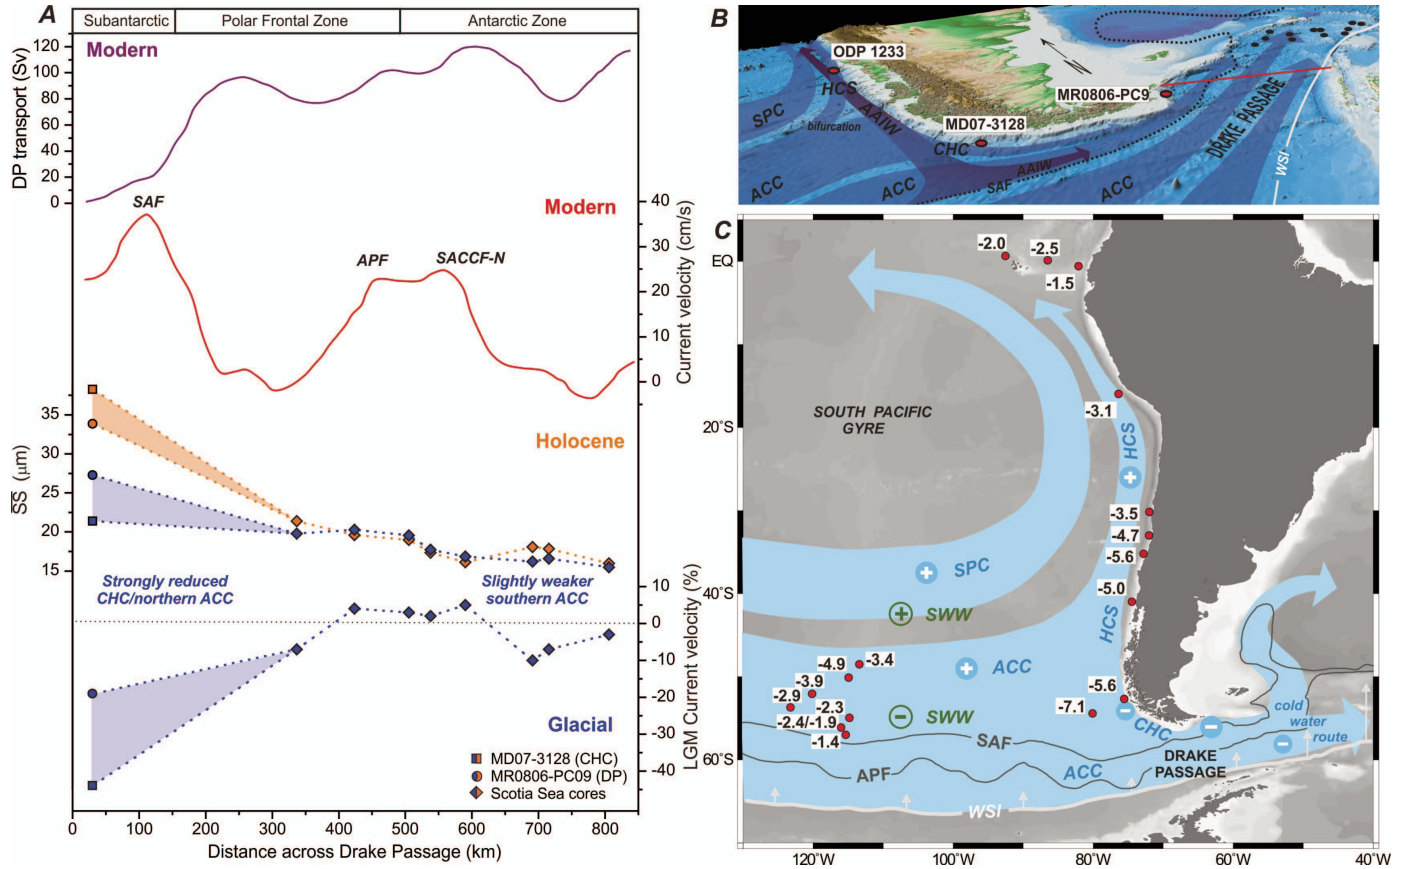 A
Subantarctic
Polar Frontal Zone
Antarctic Zone
Modern
DP transport (Sv)
120
100
80
60
40
20
0
SAF
Modern
APF
SACCF-N
40
30
20
10
0
Current velocity (cm/s)
Holocene
SS (µm)
35
30
25
20
15
Strongly reduced
CHC/northern ACC
Slightly weaker
southern ACC
10
0
-10
-20
-30
-40
LGM Current velocity (%)
Glacial
MD07-3128 (CHC)
MR0806-PC09 (DP)
Scotia Sea cores
0 100 200 300 400 500 600 700 800
Distance across Drake Passage (km)
B
ODP 1233
HCS
SPC
bifurcation
AAIW
MR0806-PC9
MD07-3128
CHC
AAIW
SAF
ACC
ACC
ACC
DRAKE PASSAGE
WSI
N
C
EQ
20°S
40°S
60°S
-2.0
-2.5
-1.5
SOUTH PACIFIC
GYRE
-3.1
HCS
+
-3.5
-4.7
-5.6
-5.0
HCS
+ SPC
+ SWW
-4.9
-3.4
+ ACC
-3.9
-2.9
-2.3
-2.4/-1.9
-1.4
− SWW
-5.6
-7.1
−
CHC
−
−
cold
water
route
SAF
APF
ACC
DRAKE
PASSAGE
WSI
120°W 100°W 80°W 60°W 40°W